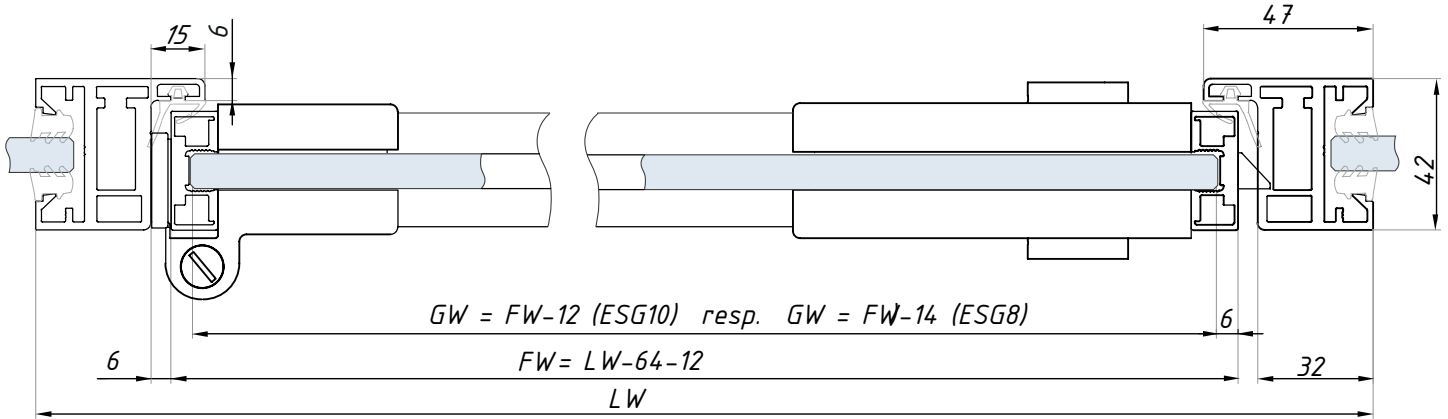 15
6
47
42
GW = FW-12 (ESG10) resp. GW = FW-14 (ESG8)
6
6
FW= LW-64-12
32
LW